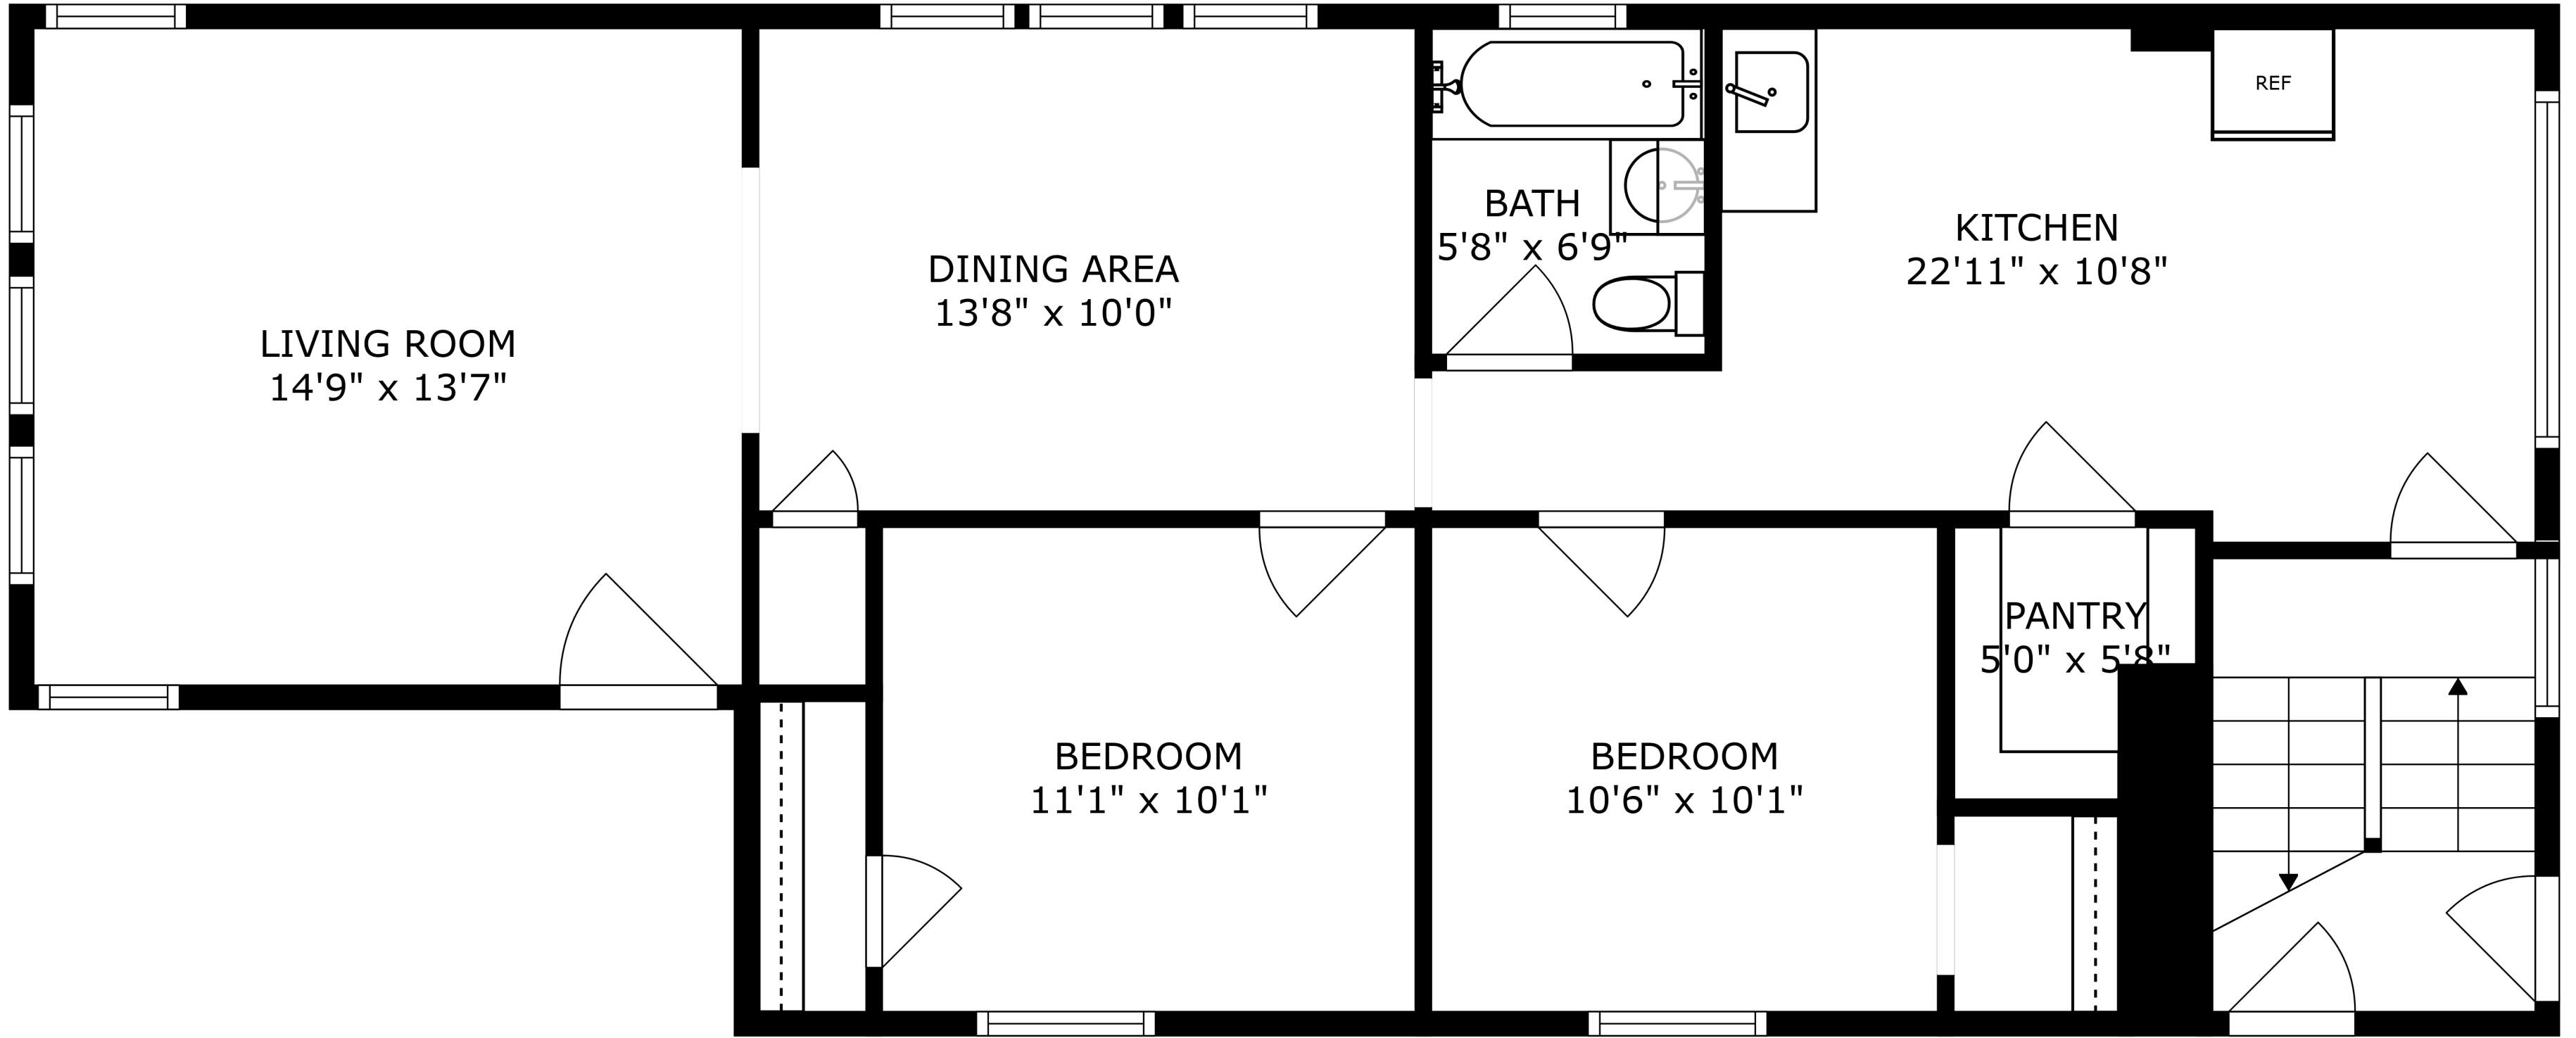 LIVING ROOM
14'9" x 13'7"
DINING AREA
13'8" x 10'0"
BATH
5'8" x 6'9"
KITCHEN
22'11" x 10'8"
REF
BEDROOM
11'1" x 10'1"
BEDROOM
10'6" x 10'1"
PANTRY
5'0" x 5'8"